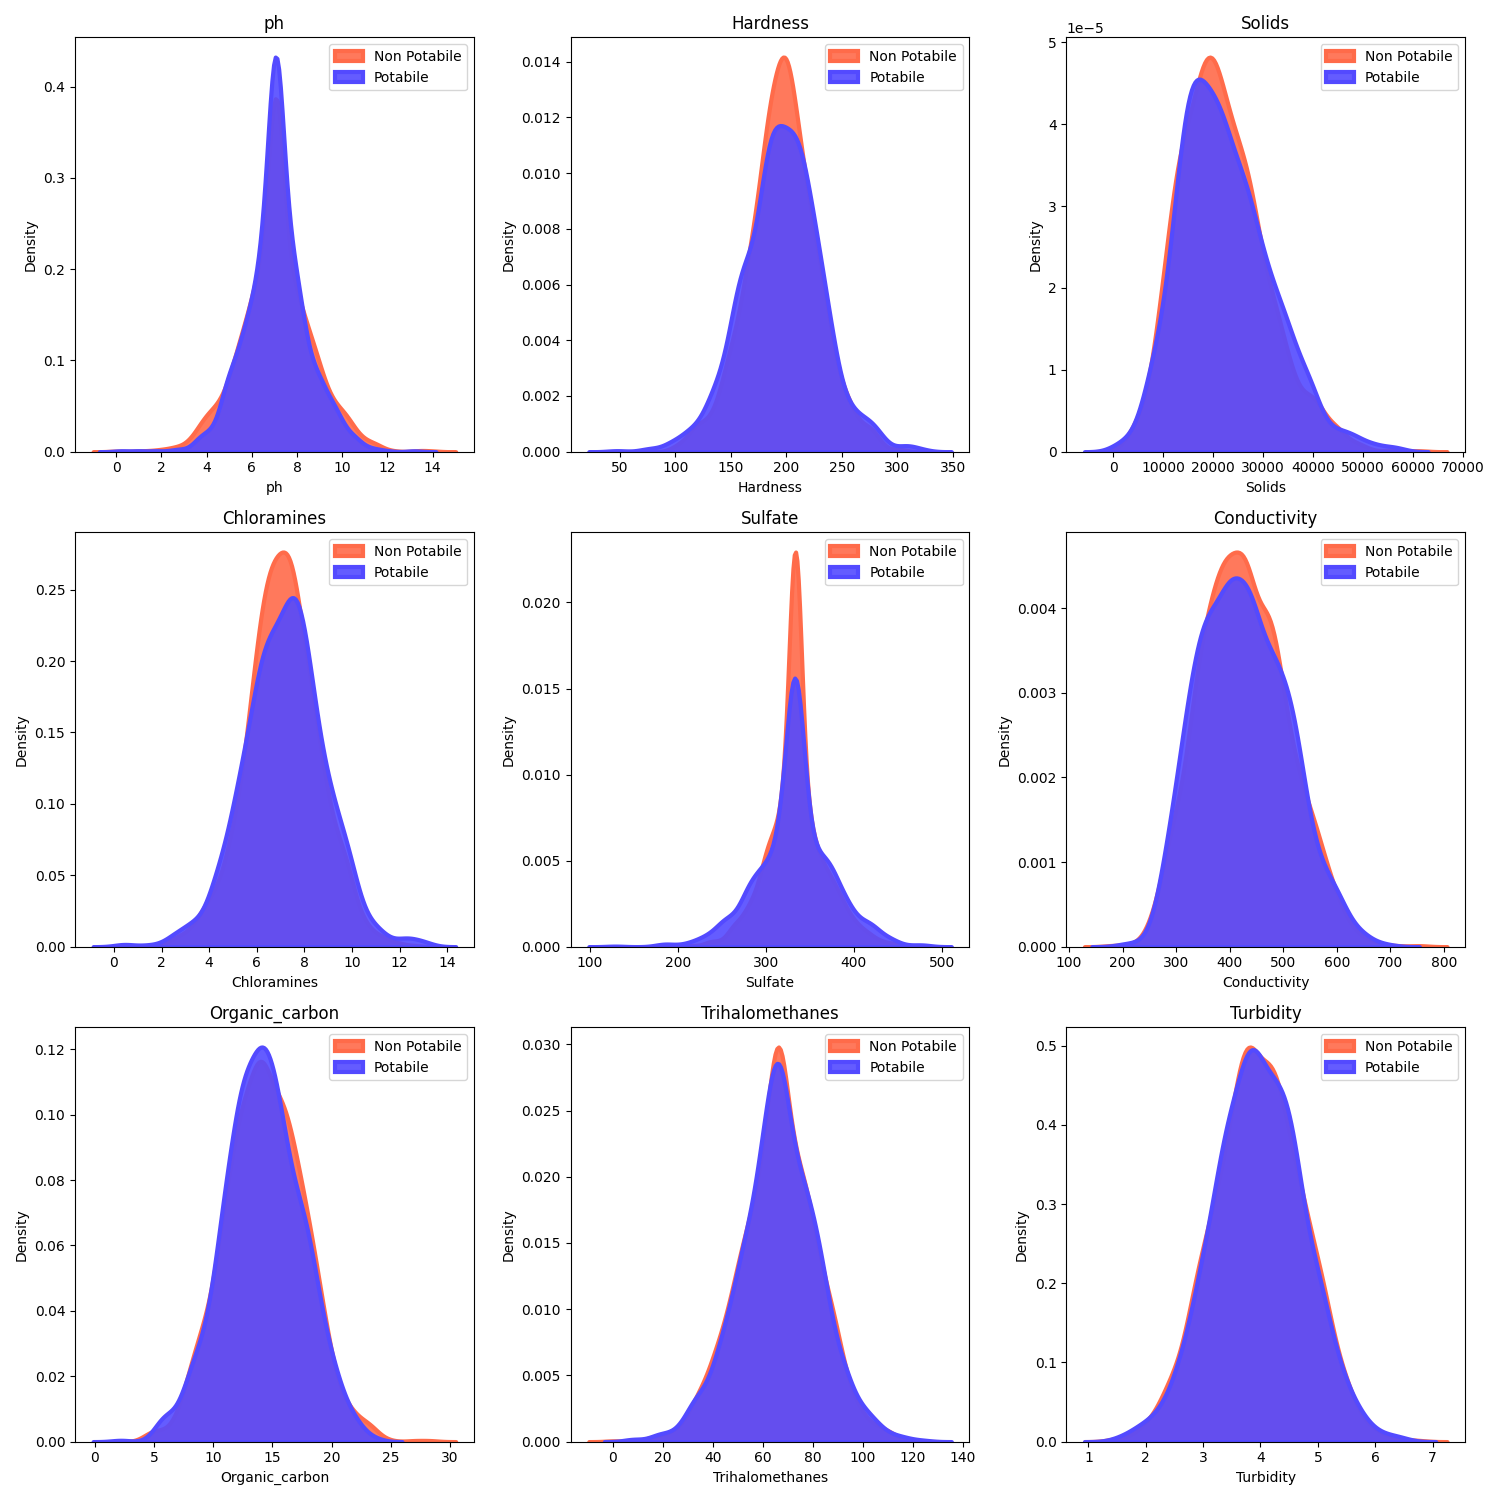 ph
Non Potabile
Potabile
0.4
0.3
0.2
0.1
0.0
Density
0 2 4 6 8 10 12 14
ph
Hardness
Non Potabile
Potabile
0.014
0.012
0.010
0.008
0.006
0.004
0.002
0.000
Density
50 100 150 200 250 300 350
Hardness
Solids
1e−5
Non Potabile
Potabile
5
4
3
2
1
0
Density
0 10000 20000 30000 40000 50000 60000 70000
Solids
Chloramines
Non Potabile
Potabile
0.25
0.20
0.15
0.10
0.05
0.00
Density
0 2 4 6 8 10 12 14
Chloramines
Sulfate
Non Potabile
Potabile
0.020
0.015
0.010
0.005
0.000
Density
100 200 300 400 500
Sulfate
Conductivity
Non Potabile
Potabile
0.004
0.003
0.002
0.001
0.000
Density
100 200 300 400 500 600 700 800
Conductivity
Organic_carbon
Non Potabile
Potabile
0.12
0.10
0.08
0.06
0.04
0.02
0.00
Density
0 5 10 15 20 25 30
Organic_carbon
Trihalomethanes
Non Potabile
Potabile
0.030
0.025
0.020
0.015
0.010
0.005
0.000
Density
0 20 40 60 80 100 120 140
Trihalomethanes
Turbidity
Non Potabile
Potabile
0.5
0.4
0.3
0.2
0.1
0.0
Density
1 2 3 4 5 6 7
Turbidity